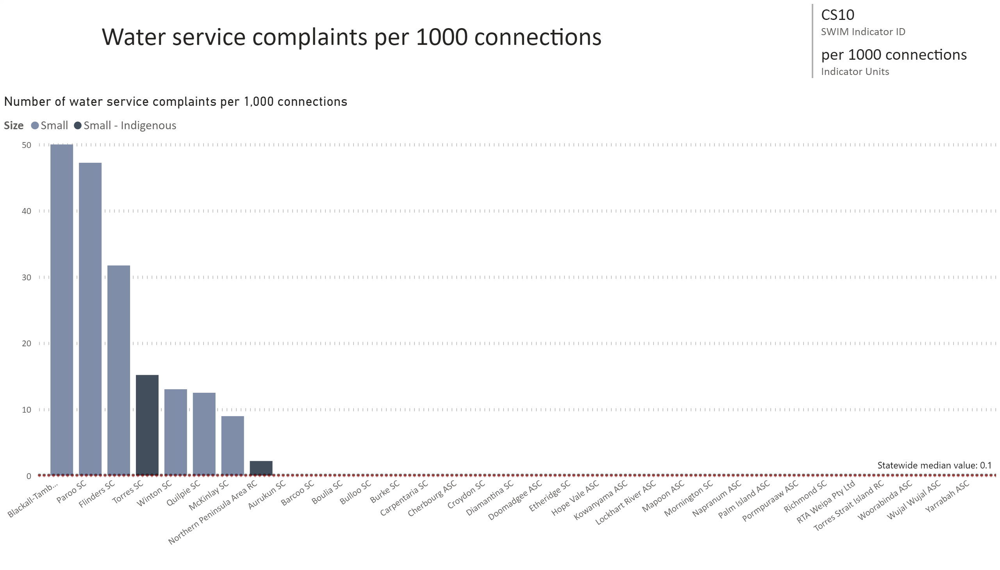 Water service complaints per 1000 connections
CS10
SWIM Indicator ID
per 1000 connections
Indicator Units
Number of water service complaints per 1,000 connections
Size Small Small - Indigenous
50
40
30
20
10
0
Statewide median value: 0.1
Blackall-Tamb...
Paroo SC
Flinders SC
Torres SC
Winton SC
Quilpie SC
McKinlay SC
Northern Peninsula Area RC
Aurukun SC
Barcoo SC
Boulia SC
Bulloo SC
Burke SC
Carpentaria SC
Cherbourg ASC
Croydon SC
Diamantina SC
Doomadgee ASC
Etheridge SC
Hope Vale ASC
Kowanyama ASC
Lockhart River ASC
Mapoon ASC
Mornington SC
Napranum ASC
Palm Island ASC
Pormpuraaw ASC
Richmond SC
RTA Weipa Pty Ltd
Torres Strait Island RC
Woorabinda ASC
Wujal Wujal ASC
Yarrabah ASC